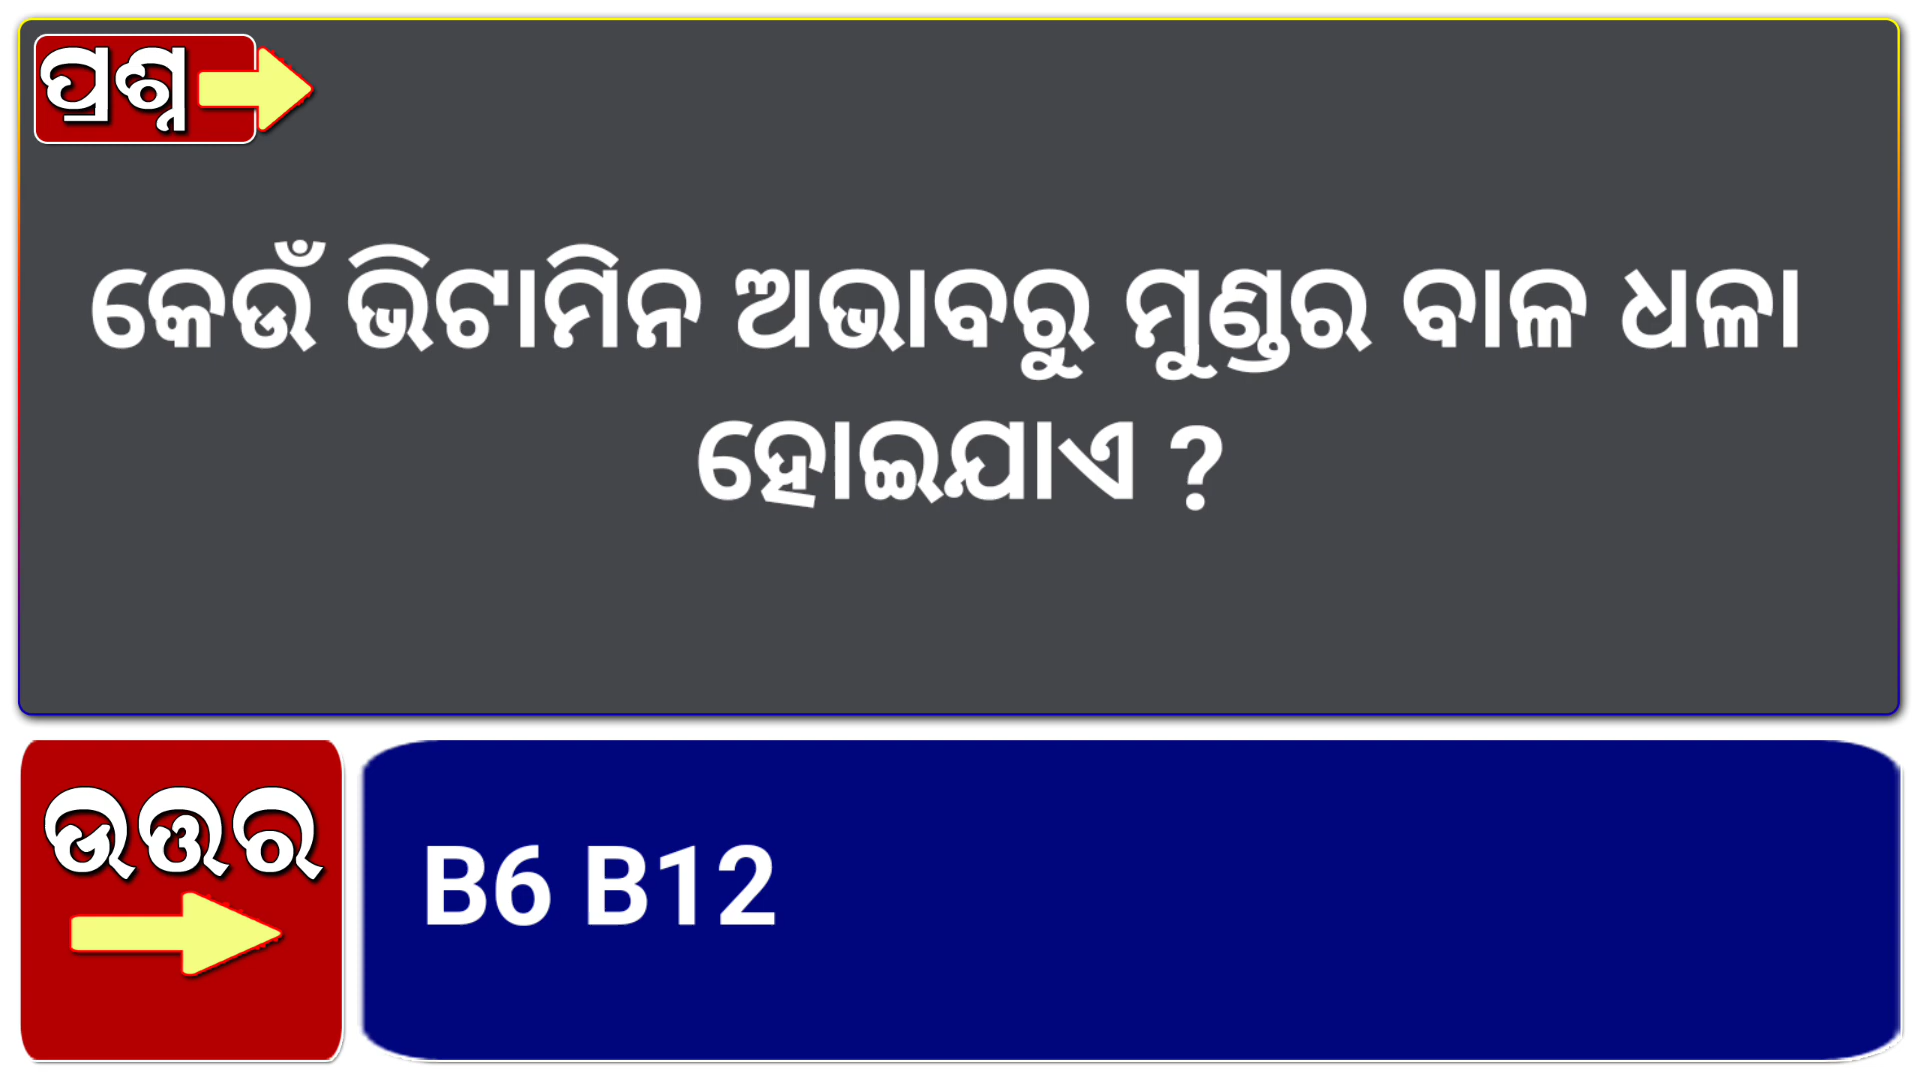 ପ୍ରଶ୍ନ
କେଉଁ ଭିଟାମିନ ଅଭାବରୁ ମୁଣ୍ଡର ବାଳ ଧଳା
ହୋଇଯାଏ ?
ଉତ୍ତର
B6 B12